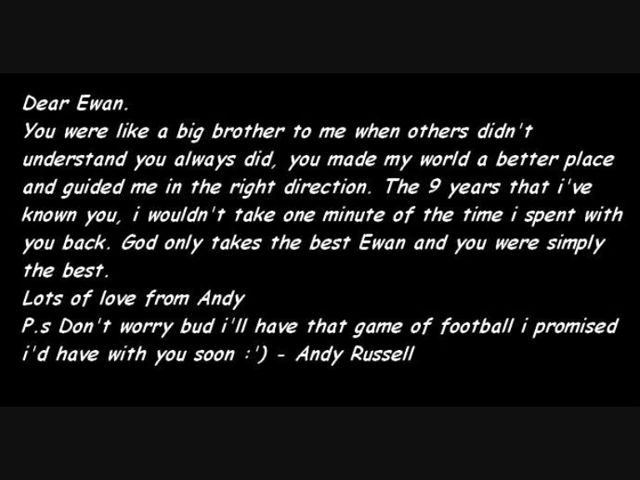 Dear Ewan.
You were like a big brother to me when others didn't
understand you always did, you made my world a better place
and guided me in the right direction. The 9 years that i've
known you, i wouldn't take one minute of the time i spent with
you back. God only takes the best Ewan and you were simply
the best.
Lots of love from Andy
P.s Don't worry bud i'll have that game of football i promised
i'd have with you soon :') - Andy Russell